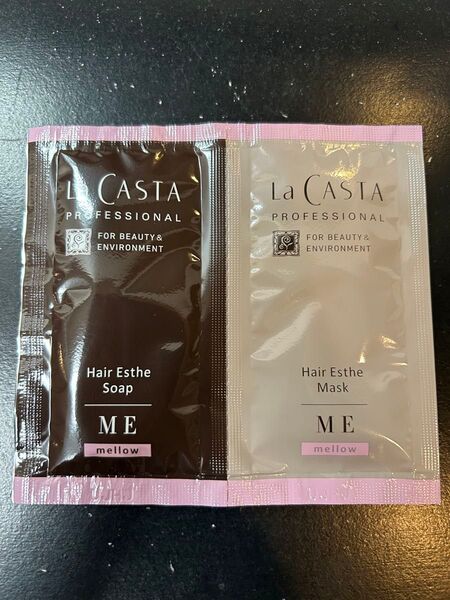 La CASTA
PROFESSIONAL
FOR BEAUTY &
ENVIRONMENT
Hair Esthe
Soap
ME
mellow
La CASTA
PROFESSIONAL
FOR BEAUTY &
ENVIRONMENT
Hair Esthe
Mask
ME
mellow